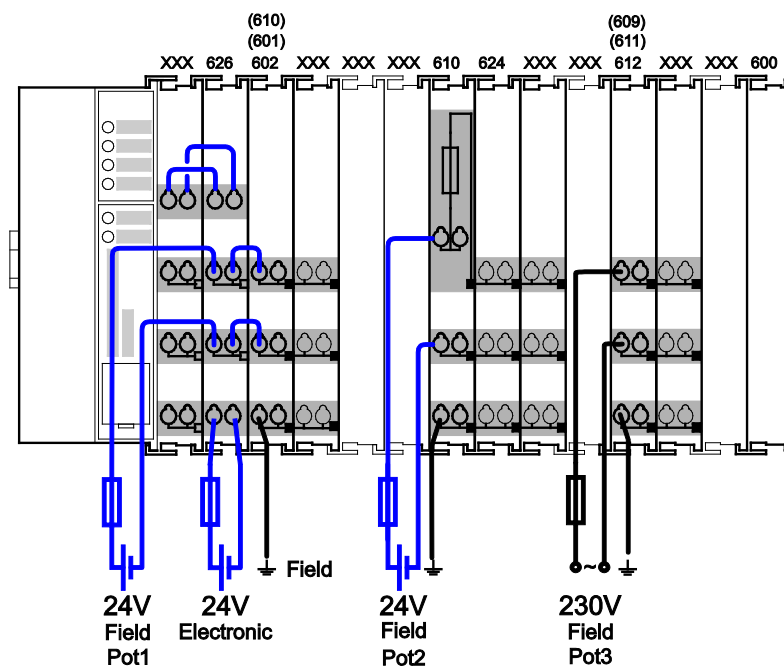 (610) (609)
(601) (611)
XXX 626 602 XXX XXX XXX 610 624 XXX XXX 612 XXX XXX 600
~
Field
24V 24V 24V 230V
Field Electronic Field Field
Pot1 Pot2 Pot3